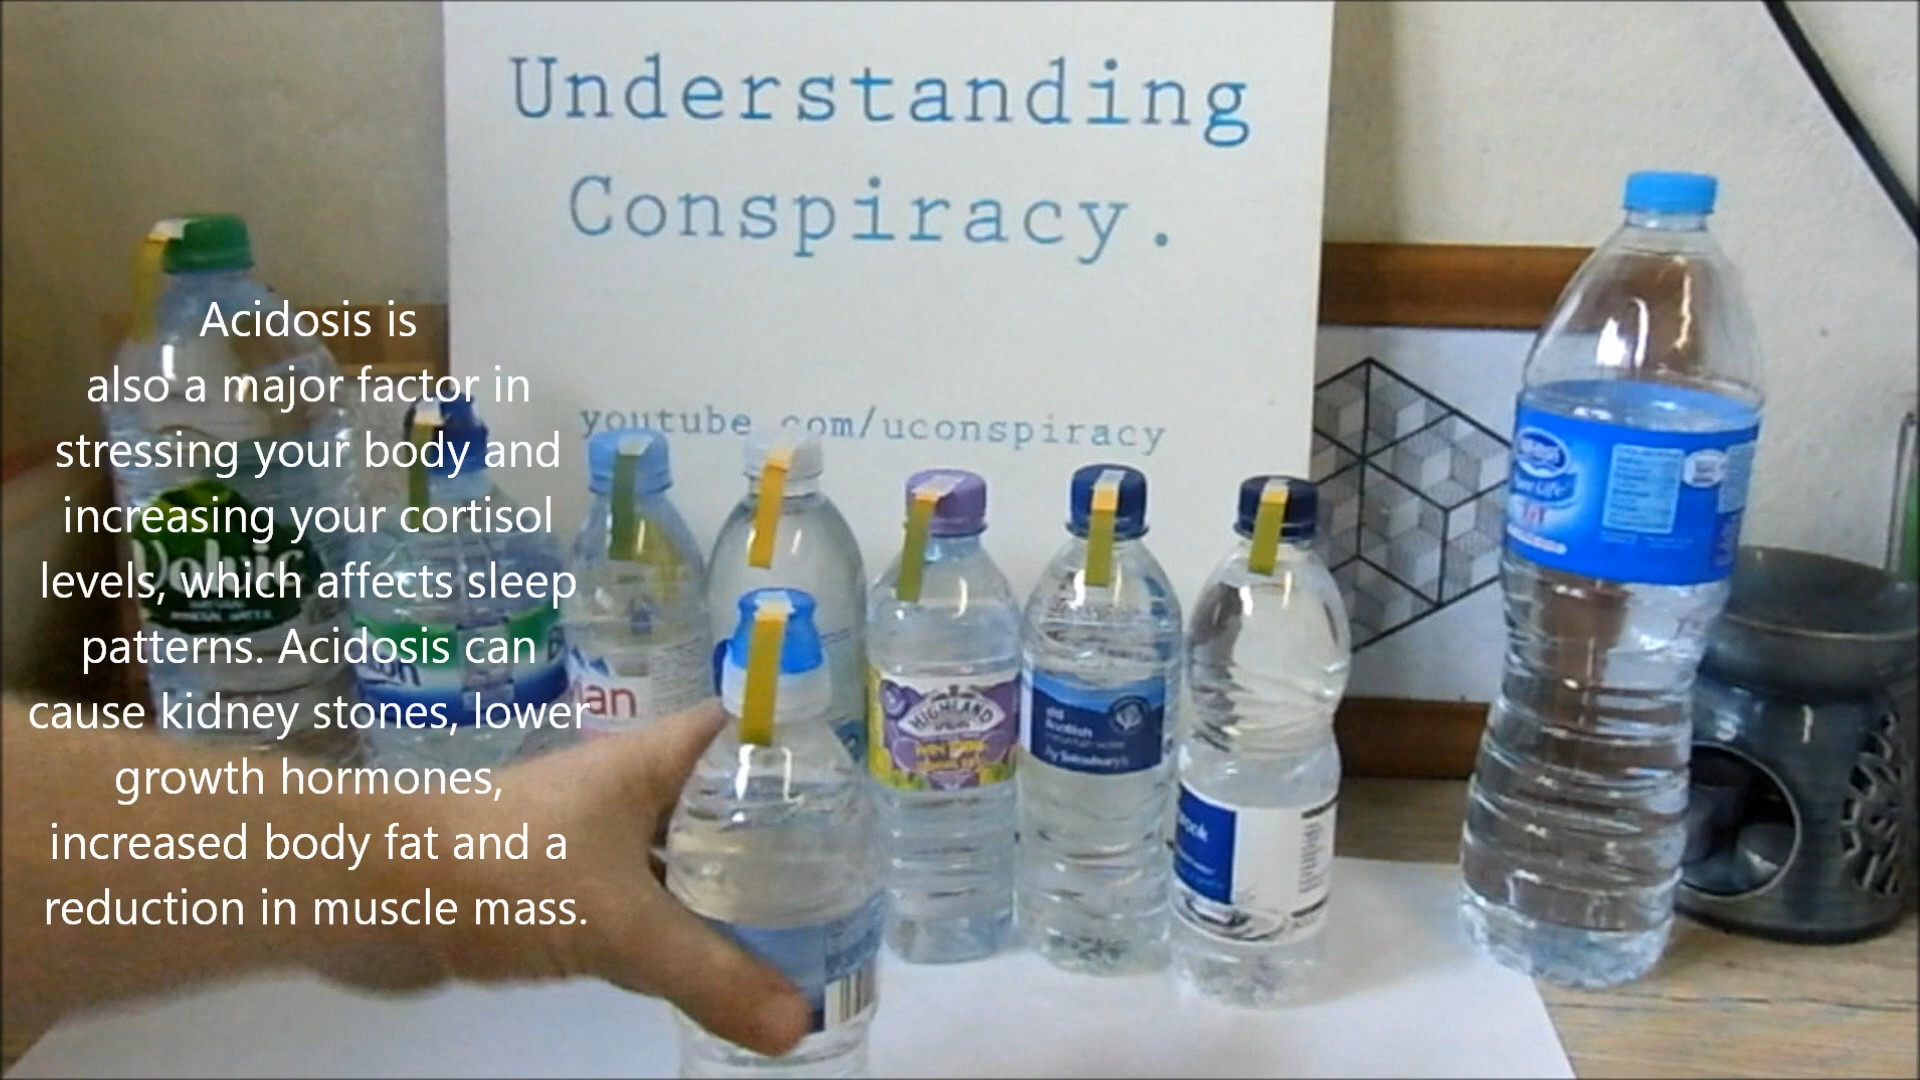 Understanding
Conspiracy.
youtube com/uconspiracy
Acidosis is
also a major factor in
stressing your body and
increasing your cortisol
levels, which affects sleep
patterns. Acidosis can
cause kidney stones, lower
growth hormones,
increased body fat and a
reduction in muscle mass.
Volvic
HIGHLAND